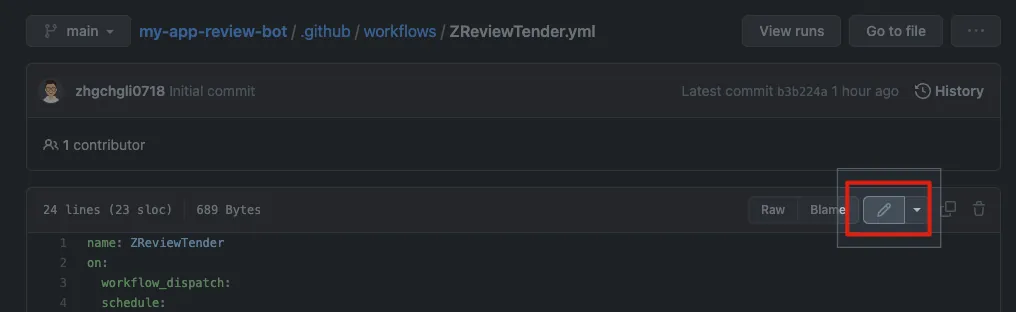 main my-app-review-bot / .github / workflows / ZReviewTender.yml View runs Go to file ...
zhgchgli0718 Initial commit Latest commit b3b224a 1 hour ago History
1 contributor
24 lines (23 sloc) 689 Bytes Raw Blame
1 name: ZReviewTender
2 on:
3 workflow_dispatch:
4 schedule: